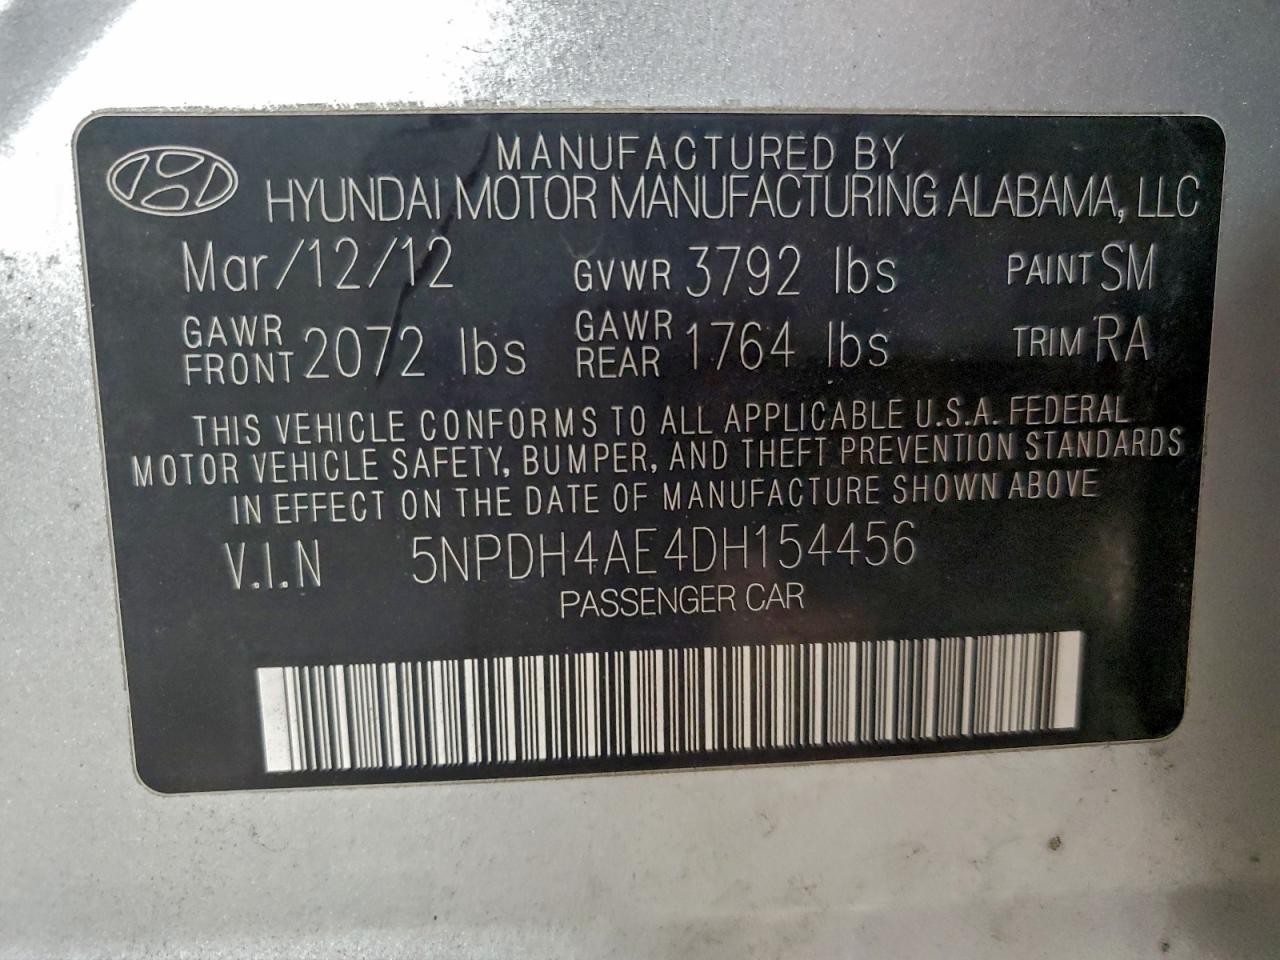 MANUFACTURED BY
HYUNDAI MOTOR MANUFACTURING ALABAMA, LLC
Mar/12/12 GVWR 3792 lbs PAINT SM
GAWR FRONT 2072 lbs GAWR REAR 1764 lbs TRIM RA
THIS VEHICLE CONFORMS TO ALL APPLICABLE U.S.A. FEDERAL
MOTOR VEHICLE SAFETY, BUMPER, AND THEFT PREVENTION STANDARDS
IN EFFECT ON THE DATE OF MANUFACTURE SHOWN ABOVE
V.I.N 5NPDH4AE4DH154456
PASSENGER CAR